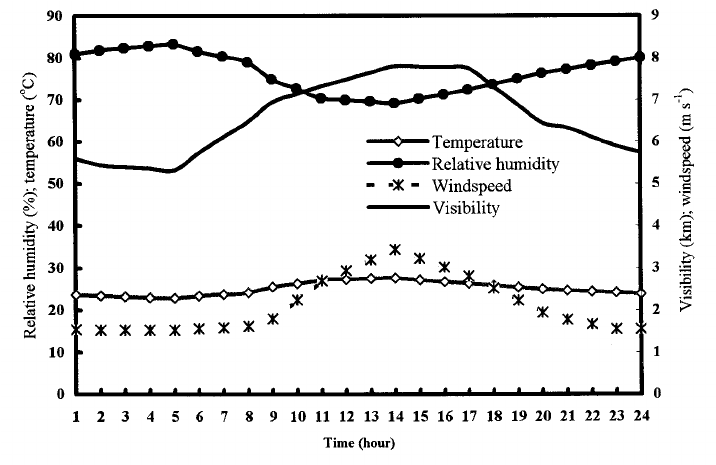 Relative humidity (%); temperature (°C)
90
80
70
60
50
40
30
20
10
0
Temperature
Relative humidity
Windspeed
Visibility
9
8
7
6
5
4
3
2
1
0
Visibility (km); windspeed (m s⁻¹)
1 2 3 4 5 6 7 8 9 10 11 12 13 14 15 16 17 18 19 20 21 22 23 24
Time (hour)